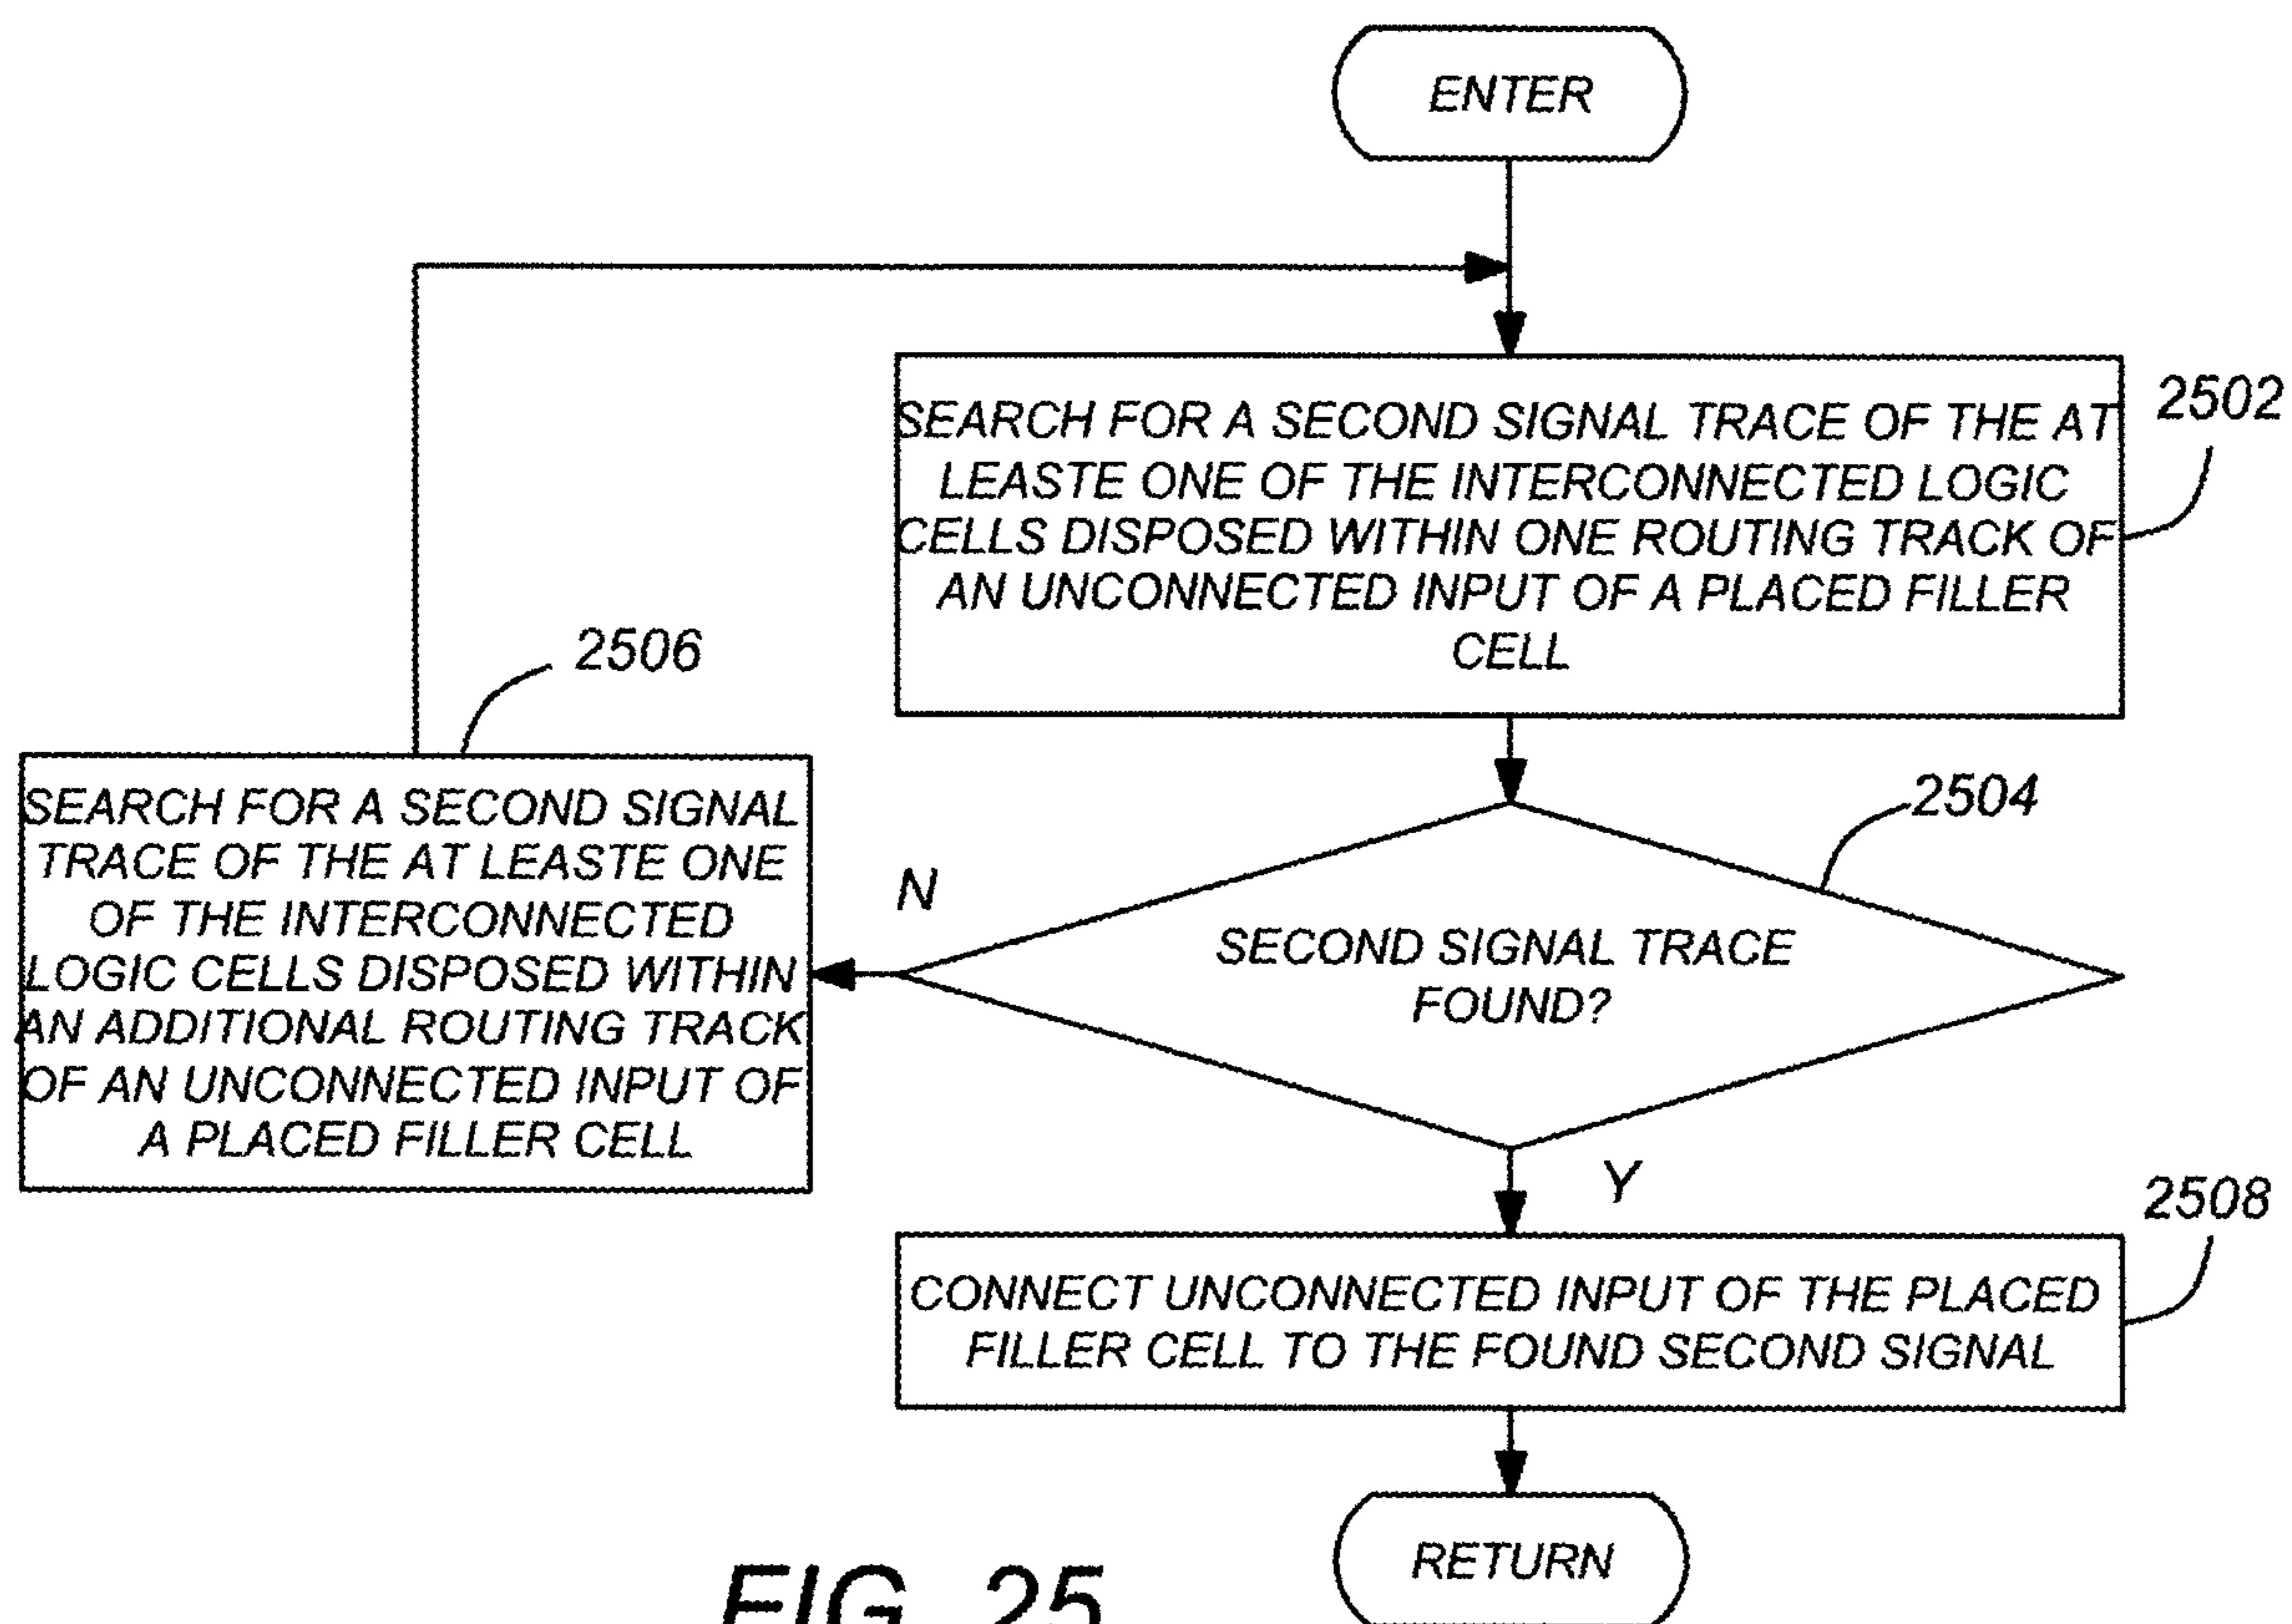 ENTER
SEARCH FOR A SECOND SIGNAL TRACE OF THE AT
LEASTE ONE OF THE INTERCONNECTED LOGIC
CELLS DISPOSED WITHIN ONE ROUTING TRACK OF
AN UNCONNECTED INPUT OF A PLACED FILLER
CELL
2502
2506
SEARCH FOR A SECOND SIGNAL
TRACE OF THE AT LEASTE ONE
OF THE INTERCONNECTED
LOGIC CELLS DISPOSED WITHIN
AN ADDITIONAL ROUTING TRACK
OF AN UNCONNECTED INPUT OF
A PLACED FILLER CELL
2504
N
SECOND SIGNAL TRACE
FOUND?
Y
2508
CONNECT UNCONNECTED INPUT OF THE PLACED
FILLER CELL TO THE FOUND SECOND SIGNAL
RETURN
FIG. 25